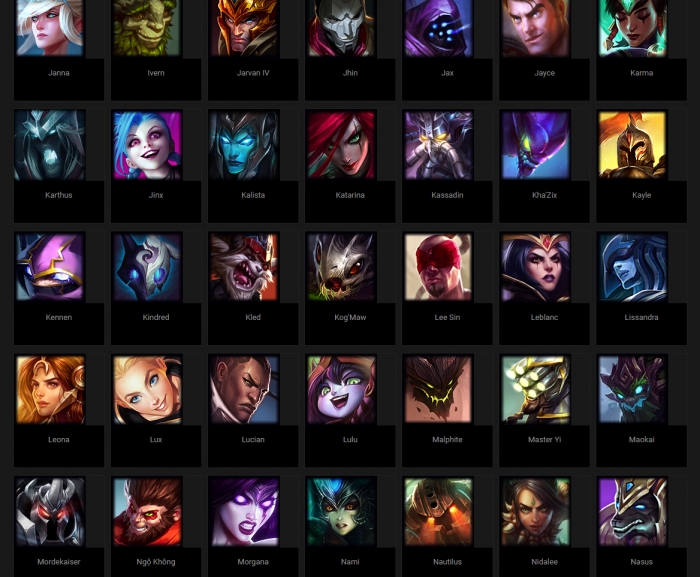 Janna
Ivern
Jarvan IV
Jhin
Jax
Jayce
Karma
Karthus
Jinx
Kalista
Katarina
Kassadin
Kha'Zix
Kayle
Kennen
Kindred
Kled
Kog'Maw
Lee Sin
Leblanc
Lissandra
Leona
Lux
Lucian
Lulu
Malphite
Master Yi
Maokai
Mordekaiser
Ngộ Không
Morgana
Nami
Nautilus
Nidalee
Nasus